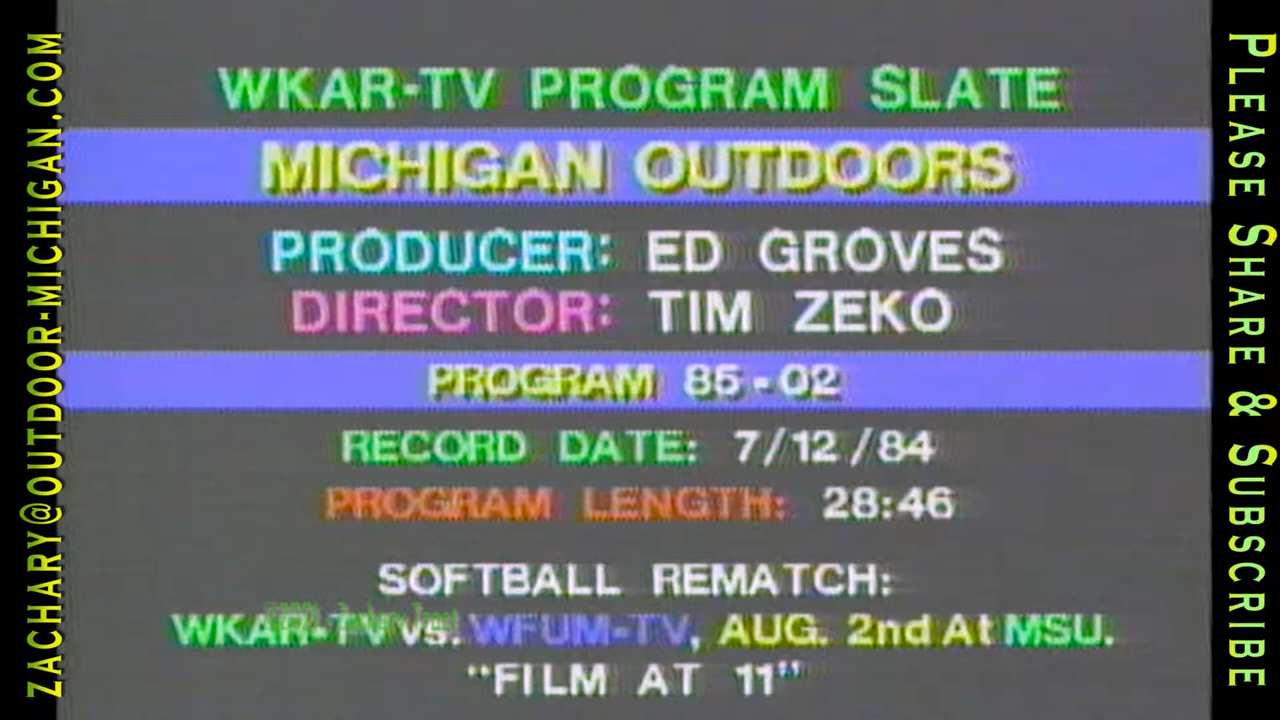 WKAR-TV PROGRAM SLATE
MICHIGAN OUTDOORS
PRODUCER: ED GROVES
DIRECTOR: TIM ZEKO
PROGRAM 85-02
RECORD DATE: 7/12/84
PROGRAM LENGTH: 28:46
SOFTBALL REMATCH:
WKAR-TV vs. WFUM-TV, AUG. 2nd At MSU.
"FILM AT 11"
ZACHARY@OUTDOOR-MICHIGAN.COM
PLEASE SHARE & SUBSCRIBE